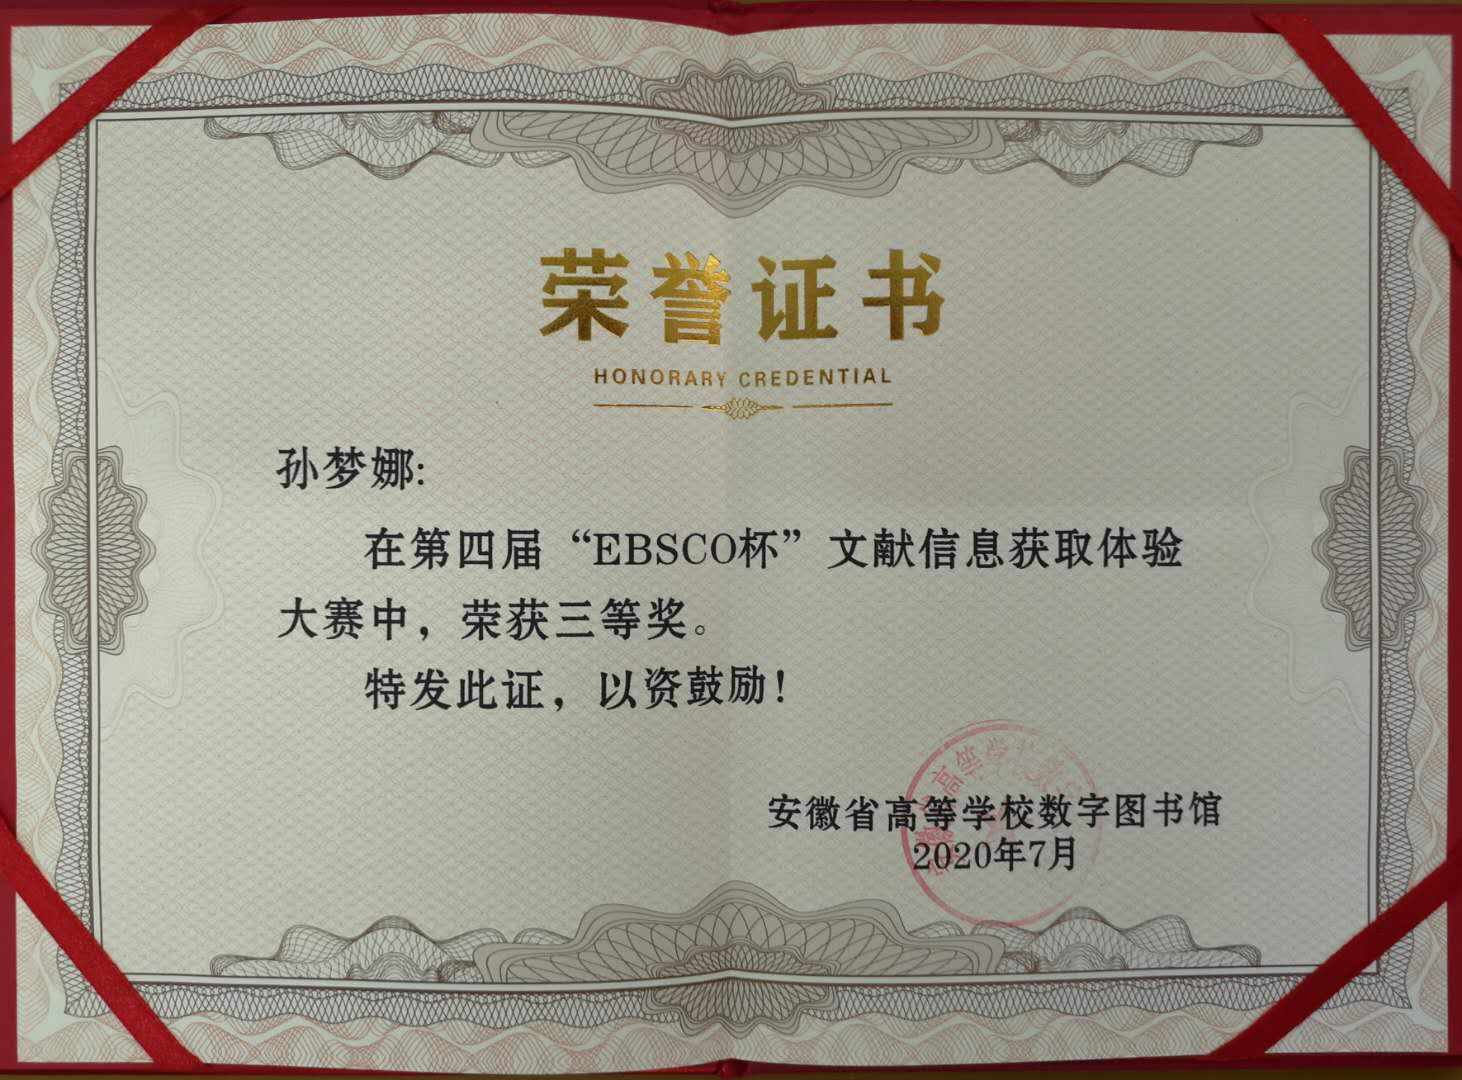 荣誉证书
HONORARY CREDENTIAL
孙梦娜:
在第四届“EBSCO杯”文献信息获取体验
大赛中，荣获三等奖。
特发此证，以资鼓励！
安徽省高等学校数字图书馆
2020年7月